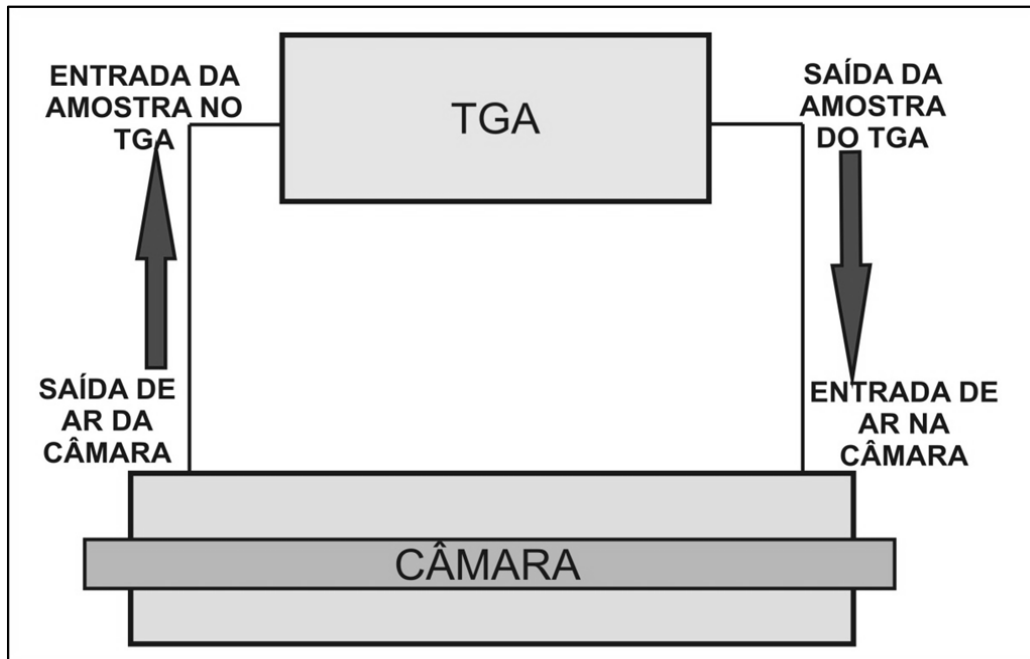 ENTRADA DA
AMOSTRA NO
TGA
TGA
SAÍDA DA
AMOSTRA
DO TGA
SAÍDA DE
AR DA
CÂMARA
ENTRADA DE
AR NA
CÂMARA
CÂMARA